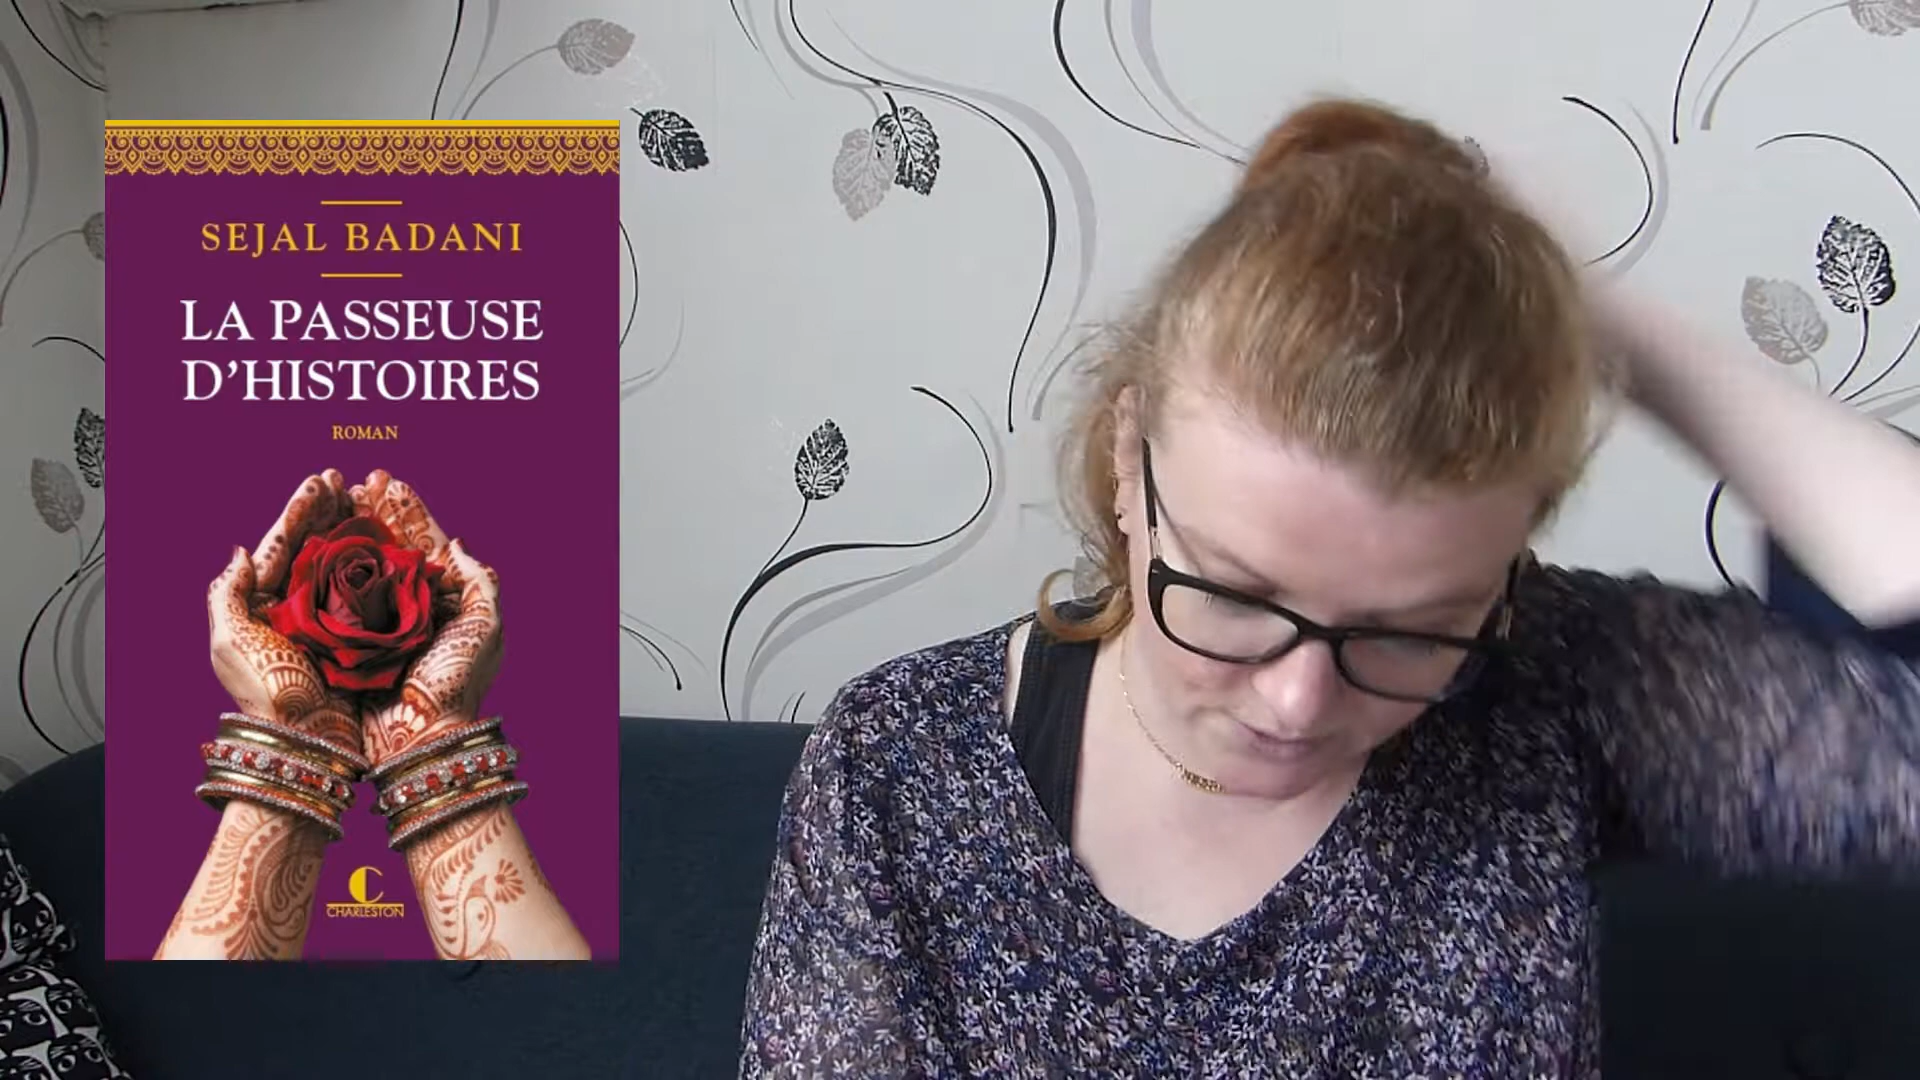 SEJAL BADANI
LA PASSEUSE
D’HISTOIRES
ROMAN
C
CHARLESTON